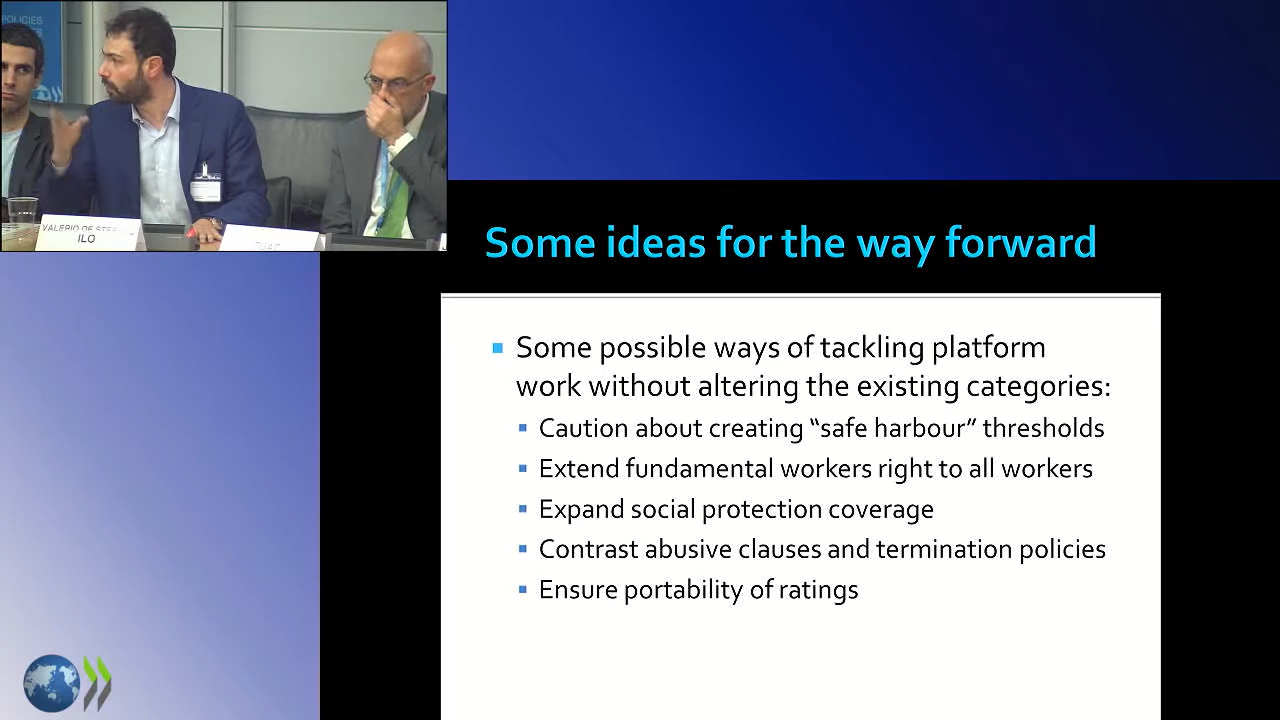 POLICIES
ILO
Some ideas for the way forward
Some possible ways of tackling platform
work without altering the existing categories:
Caution about creating “safe harbour” thresholds
Extend fundamental workers right to all workers
Expand social protection coverage
Contrast abusive clauses and termination policies
Ensure portability of ratings